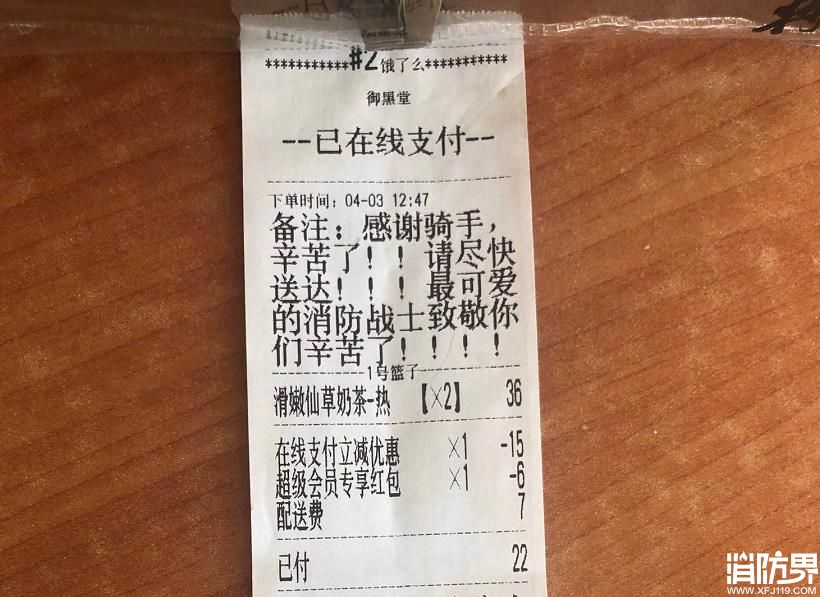 ***********#2饿了么***********
御黑堂
--已在线支付--
下单时间：04-03 12:47
备注：感谢骑手，
辛苦了！！请尽快
送达！！！最可爱
的消防战士致敬你
们辛苦了！！！！
1号篮子
滑嫩仙草奶茶-热 【×2】 36
在线支付立减优惠 ×1 -15
超级会员专享红包 ×1 -6
配送费 7
已付 22
消防界
WWW.XFJ119.COM